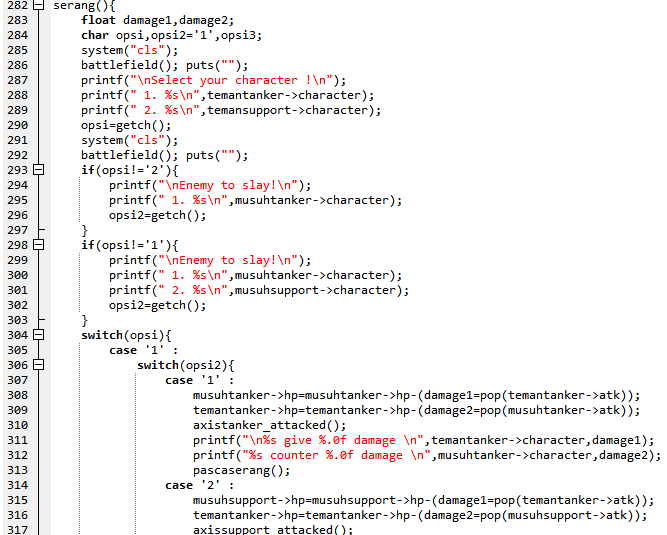 282 serang(){
283 float damage1,damage2;
284 char opsi,opsi2='1',opsi3;
285 system("cls");
286 battlefield(); puts("");
287 printf("\nSelect your character !\n");
288 printf(" 1. %s\n",temantanker->character);
289 printf(" 2. %s\n",temansupport->character);
290 opsi=getch();
291 system("cls");
292 battlefield(); puts("");
293 if(opsi!='2'){
294 printf("\nEnemy to slay!\n");
295 printf(" 1. %s\n",musuhtanker->character);
296 opsi2=getch();
297 }
298 if(opsi!='1'){
299 printf("\nEnemy to slay!\n");
300 printf(" 1. %s\n",musuhtanker->character);
301 printf(" 2. %s\n",musuhsupport->character);
302 opsi2=getch();
303 }
304 switch(opsi){
305 case '1' :
306 switch(opsi2){
307 case '1' :
308 musuhtanker->hp=musuhtanker->hp-(damage1=pop(temantanker->atk));
309 temantanker->hp=temantanker->hp-(damage2=pop(musuhtanker->atk));
310 axistanker_attacked();
311 printf("\n%s give %.0f damage \n",temantanker->character,damage1);
312 printf("%s counter %.0f damage \n",musuhtanker->character,damage2);
313 pascaserang();
314 case '2' :
315 musuhsupport->hp=musuhsupport->hp-(damage1=pop(temantanker->atk));
316 temantanker->hp=temantanker->hp-(damage2=pop(musuhsupport->atk));
317 axissupport_attacked();